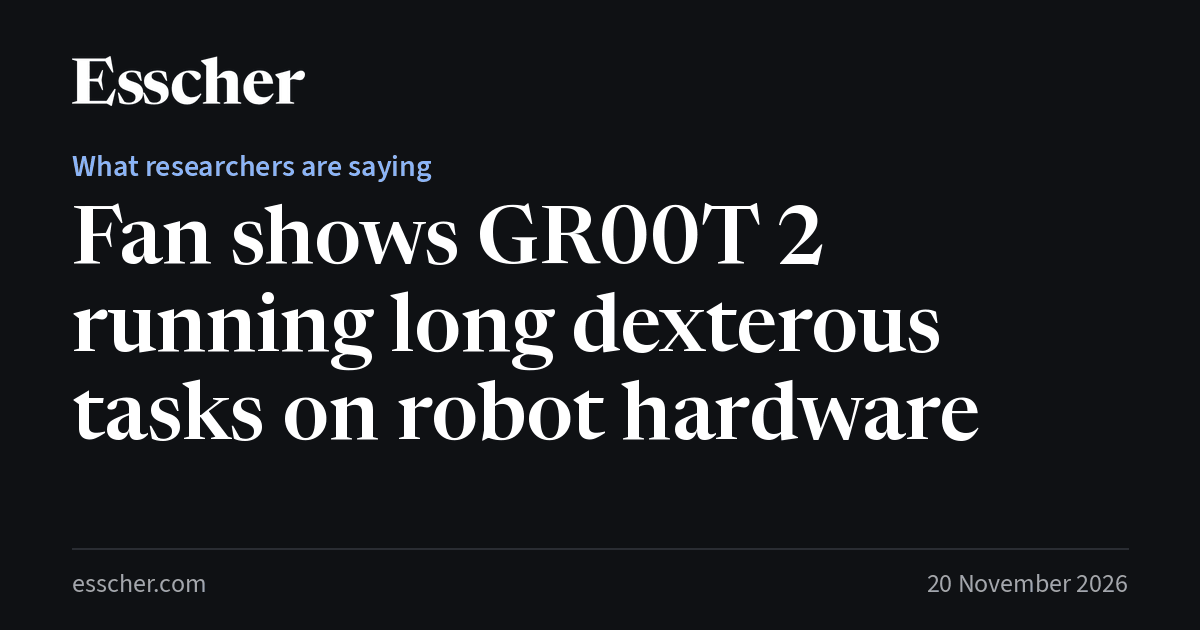 Esscher
What researchers are saying
Fan shows GR00T 2
running long dexterous
tasks on robot hardware
esscher.com
20 November 2026